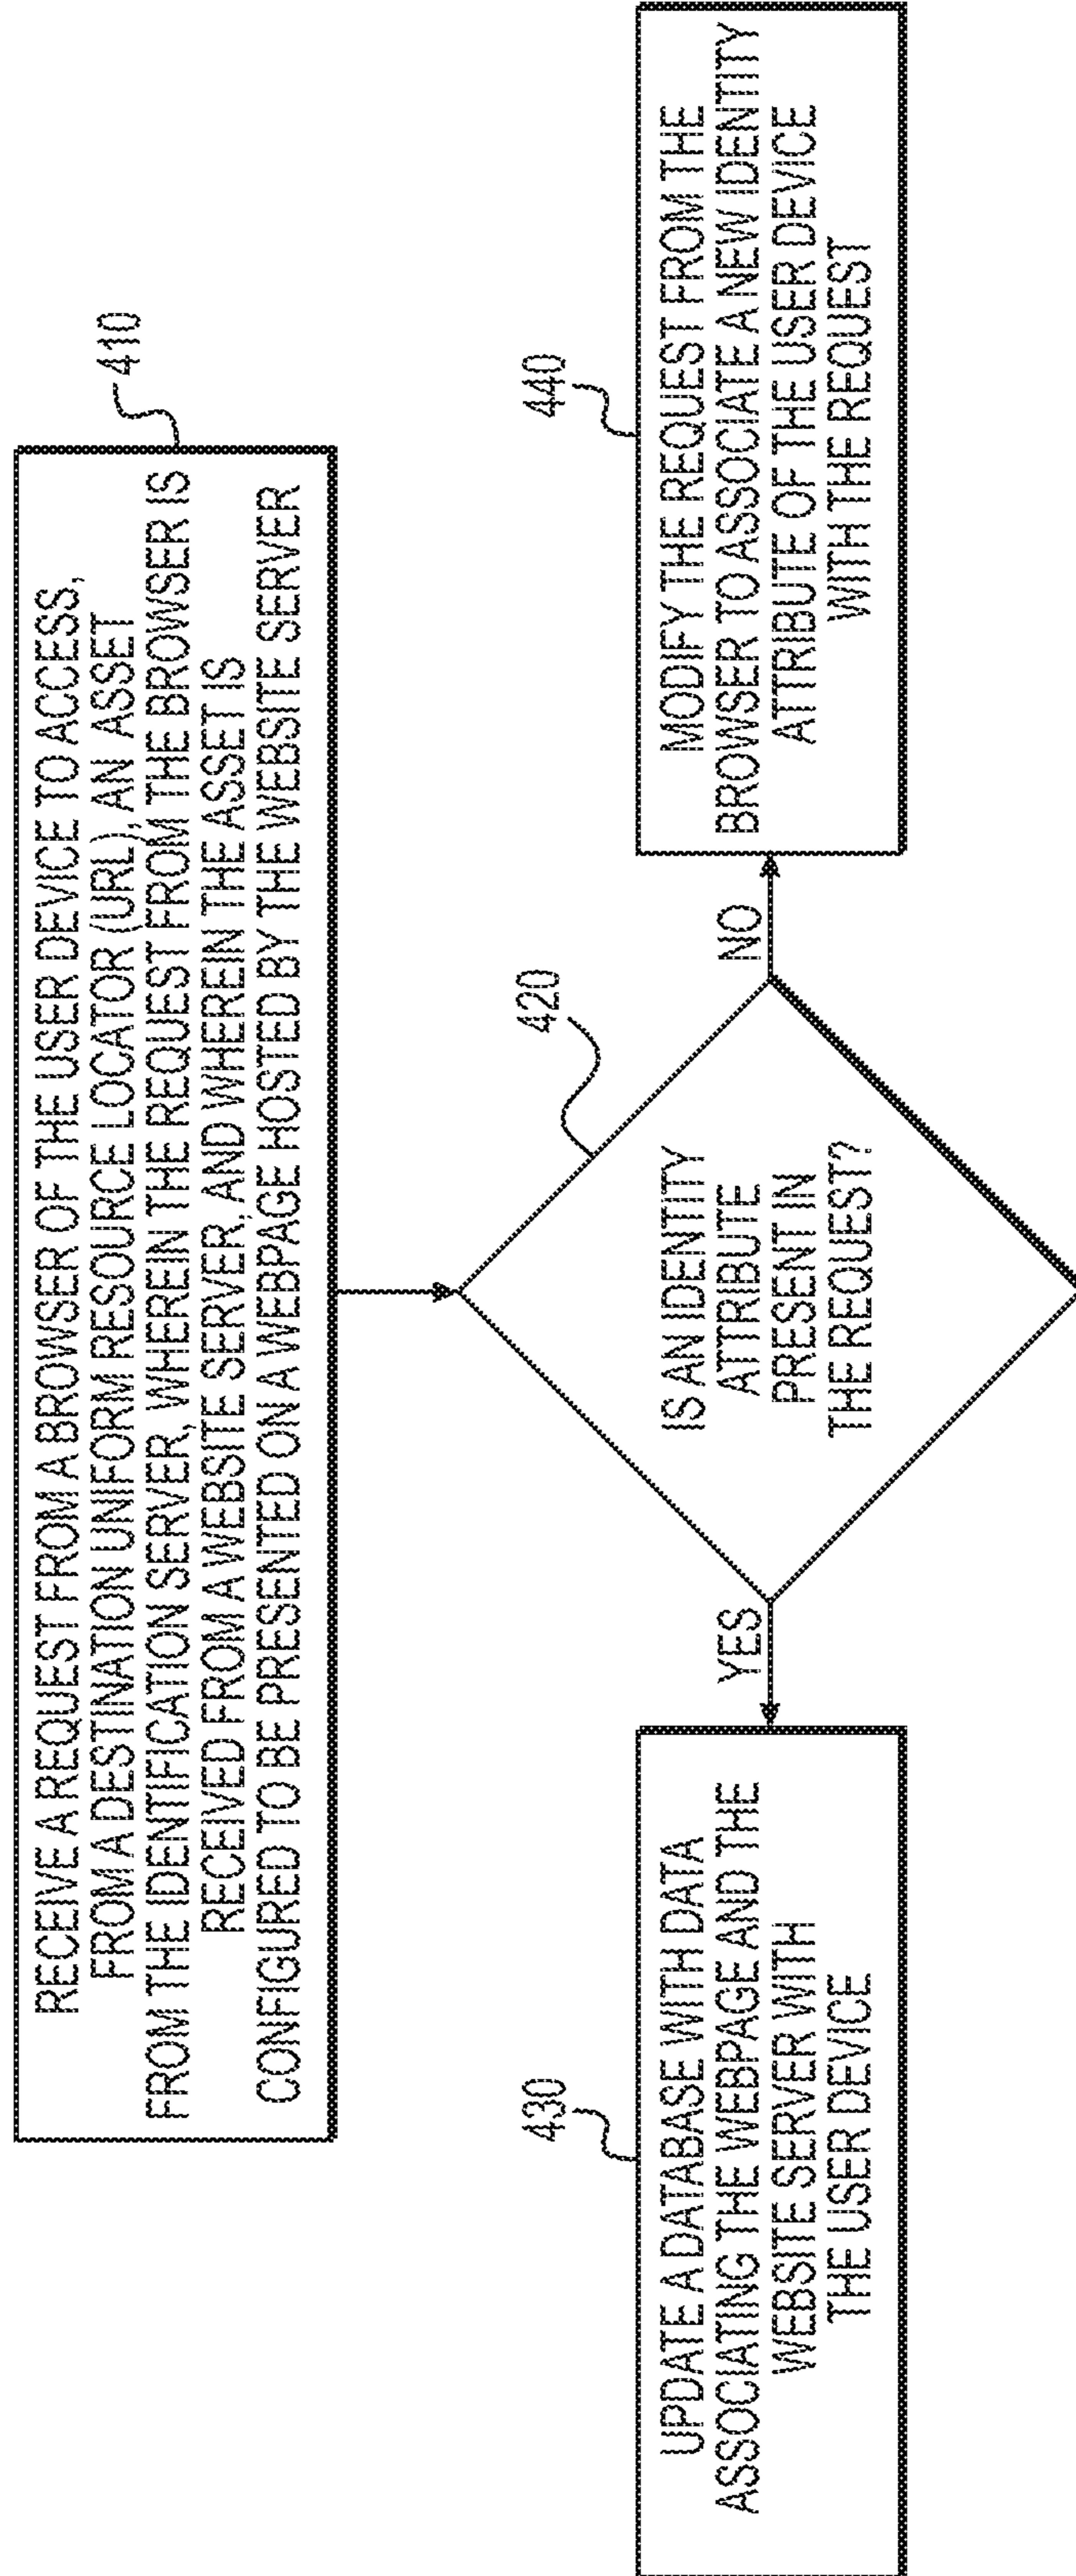 RECEIVE A REQUEST FROM A BROWSER OF THE USER DEVICE TO ACCESS,
FROM A DESTINATION UNIFORM RESOURCE LOCATOR (URL), AN ASSET
FROM THE IDENTIFICATION SERVER, WHEREIN THE REQUEST FROM THE BROWSER IS
RECEIVED FROM A WEBSITE SERVER, AND WHEREIN THE ASSET IS
CONFIGURED TO BE PRESENTED ON A WEBPAGE HOSTED BY THE WEBSITE SERVER
410
420
IS AN IDENTITY
ATTRIBUTE
PRESENT IN
THE REQUEST?
YES
NO
430
UPDATE A DATABASE WITH DATA
ASSOCIATING THE WEBPAGE AND THE
WEBSITE SERVER WITH
THE USER DEVICE
440
MODIFY THE REQUEST FROM THE
BROWSER TO ASSOCIATE A NEW IDENTITY
ATTRIBUTE OF THE USER DEVICE
WITH THE REQUEST